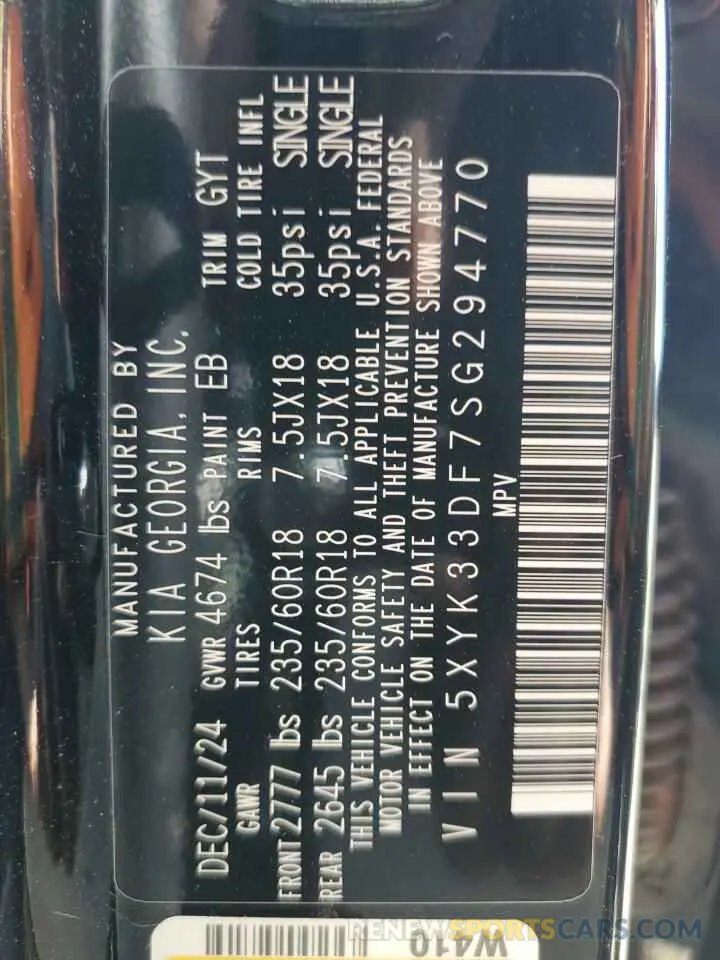 MANUFACTURED BY
KIA GEORGIA, INC.
DEC/11/24 GVWR 4674 lbs PAINT EB TRIM GYT
GAWR TIRES RIMS COLD TIRE INFL
FRONT 2777 lbs 235/60R18 7.5JX18 35psi SINGLE
REAR 2645 lbs 235/60R18 7.5JX18 35psi SINGLE
THIS VEHICLE CONFORMS TO ALL APPLICABLE U.S.A. FEDERAL
MOTOR VEHICLE SAFETY AND THEFT PREVENTION STANDARDS
IN EFFECT ON THE DATE OF MANUFACTURE SHOWN ABOVE
VIN 5XYK33DF7SG294770
MPV
W410
RENEWSPORTSCARS.COM